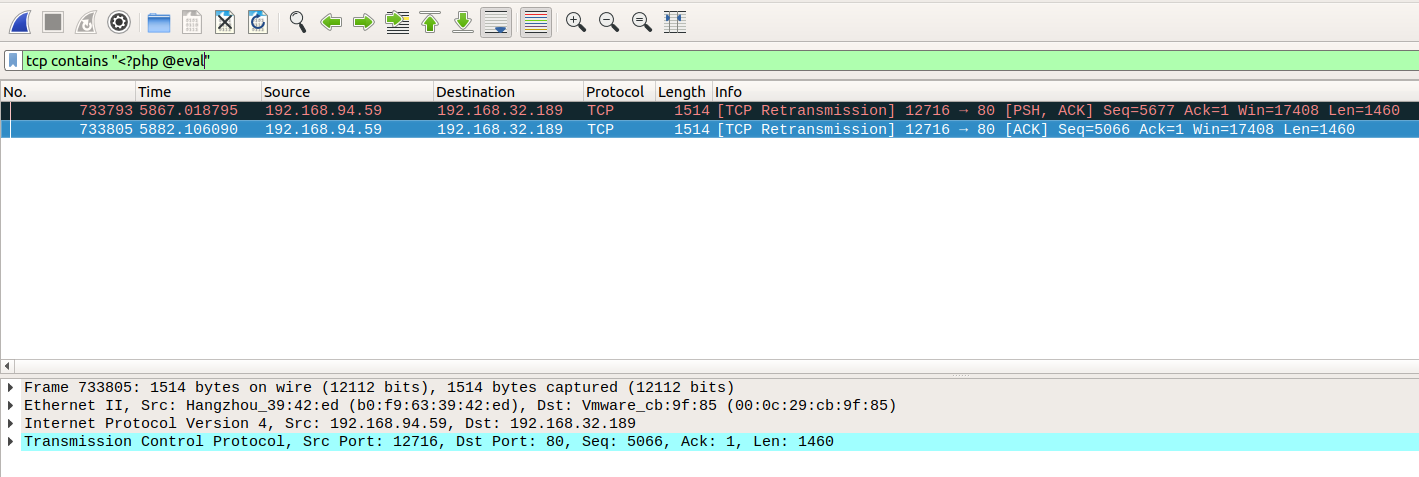 tcp contains "<?php @eval"
No. Time Source Destination Protocol Length Info
733793 5867.018795 192.168.94.59 192.168.32.189 TCP 1514 [TCP Retransmission] 12716 → 80 [PSH, ACK] Seq=5677 Ack=1 Win=17408 Len=1460
733805 5882.106090 192.168.94.59 192.168.32.189 TCP 1514 [TCP Retransmission] 12716 → 80 [ACK] Seq=5066 Ack=1 Win=17408 Len=1460
Frame 733805: 1514 bytes on wire (12112 bits), 1514 bytes captured (12112 bits)
Ethernet II, Src: Hangzhou_39:42:ed (b0:f9:63:39:42:ed), Dst: Vmware_cb:9f:85 (00:0c:29:cb:9f:85)
Internet Protocol Version 4, Src: 192.168.94.59, Dst: 192.168.32.189
Transmission Control Protocol, Src Port: 12716, Dst Port: 80, Seq: 5066, Ack: 1, Len: 1460